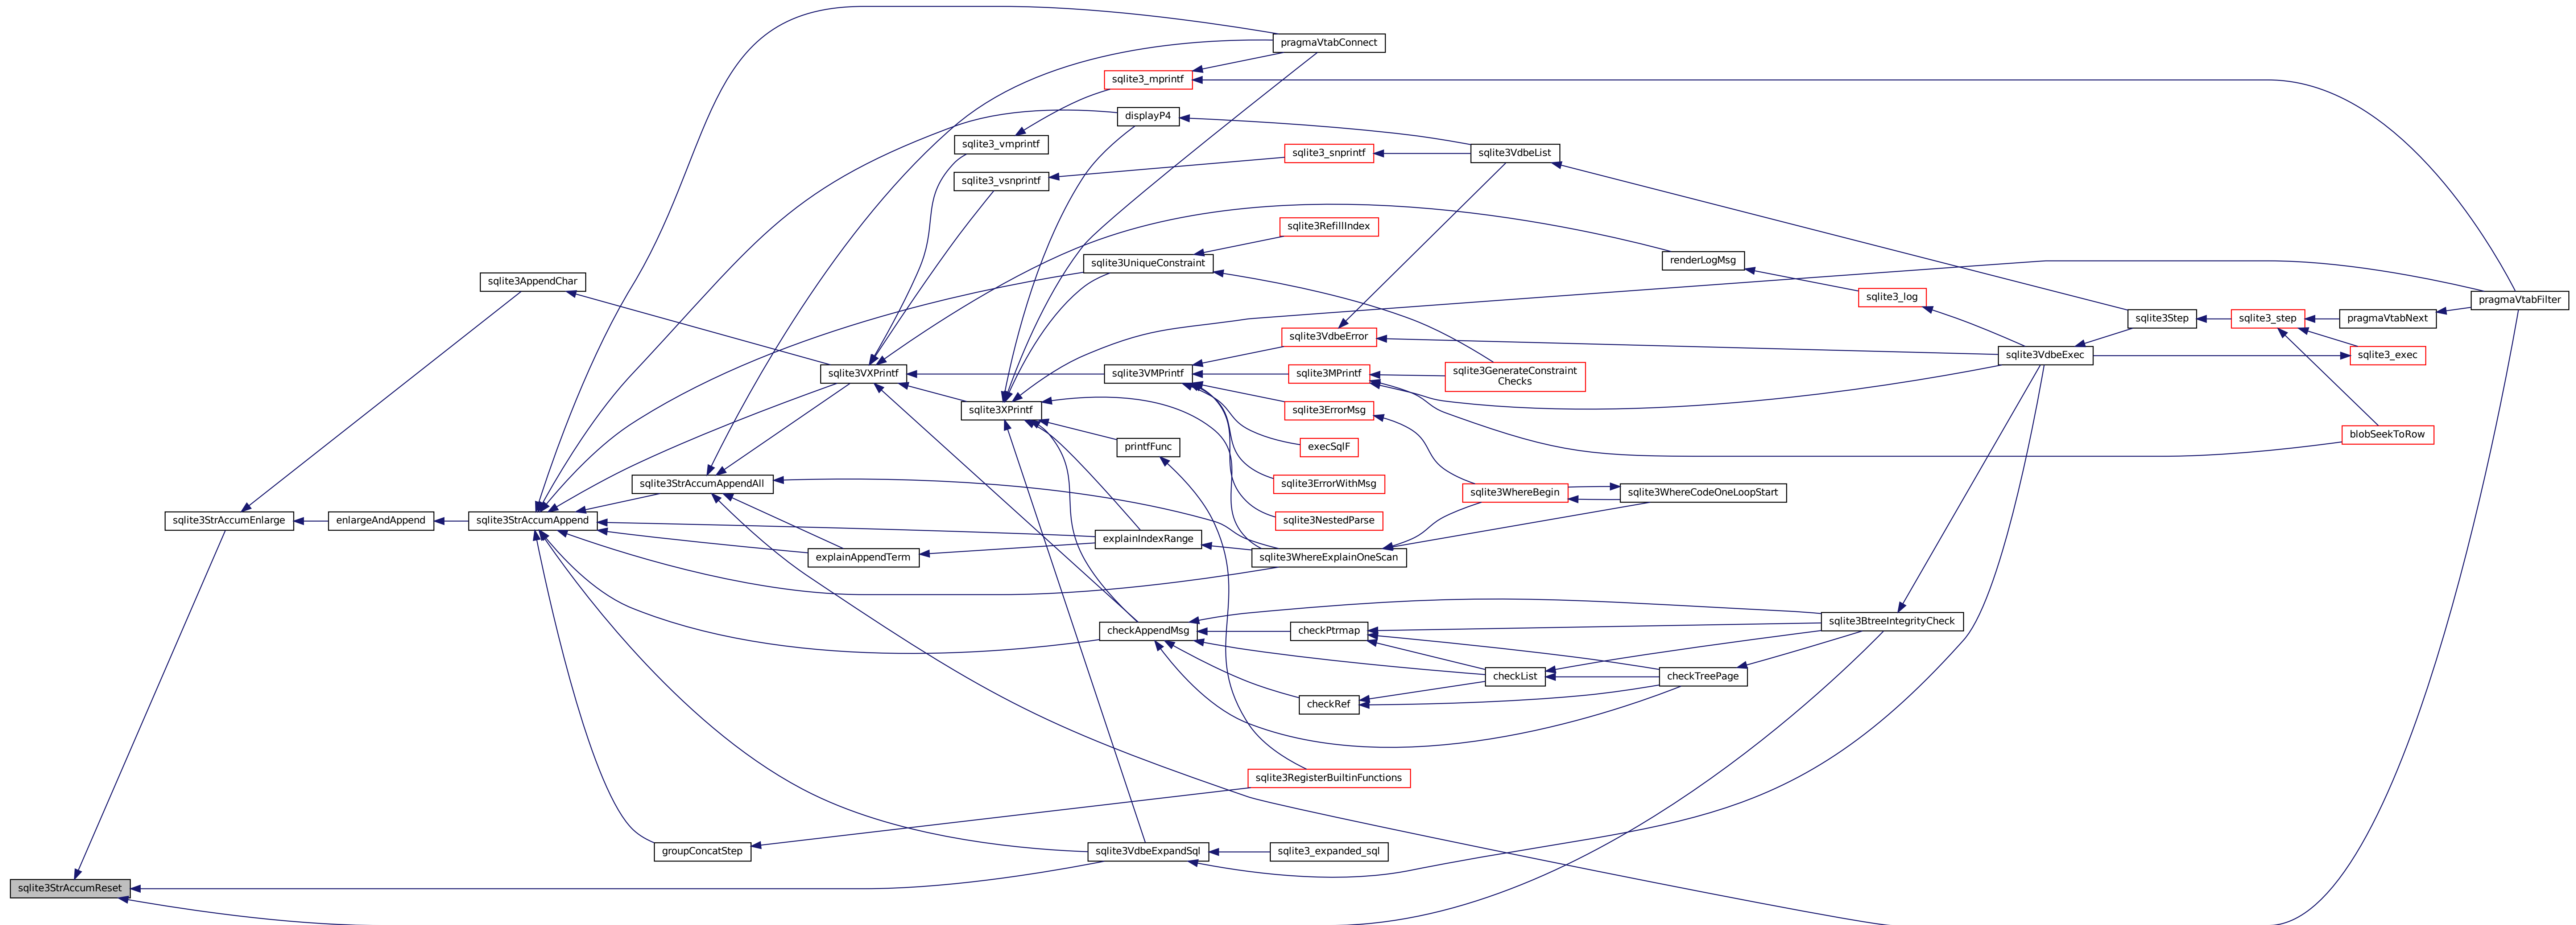 pragmaVtabConnect
sqlite3_mprintf
displayP4
sqlite3_vmprintf
sqlite3_snprintf
sqlite3VdbeList
sqlite3_vsnprintf
sqlite3RefillIndex
renderLogMsg
sqlite3UniqueConstraint
sqlite3AppendChar
sqlite3_log
pragmaVtabFilter
sqlite3Step
sqlite3_step
pragmaVtabNext
sqlite3VdbeError
sqlite3VdbeExec
sqlite3_exec
sqlite3VXPrintf
sqlite3VMPrintf
sqlite3MPrintf
sqlite3GenerateConstraint
Checks
sqlite3XPrintf
sqlite3ErrorMsg
blobSeekToRow
printfFunc
execSqlF
sqlite3StrAccumAppendAll
sqlite3ErrorWithMsg
sqlite3WhereBegin
sqlite3WhereCodeOneLoopStart
sqlite3StrAccumEnlarge
enlargeAndAppend
sqlite3StrAccumAppend
sqlite3NestedParse
explainIndexRange
explainAppendTerm
sqlite3WhereExplainOneScan
sqlite3BtreeIntegrityCheck
checkAppendMsg
checkPtrmap
checkList
checkTreePage
checkRef
sqlite3RegisterBuiltinFunctions
groupConcatStep
sqlite3VdbeExpandSql
sqlite3_expanded_sql
sqlite3StrAccumReset